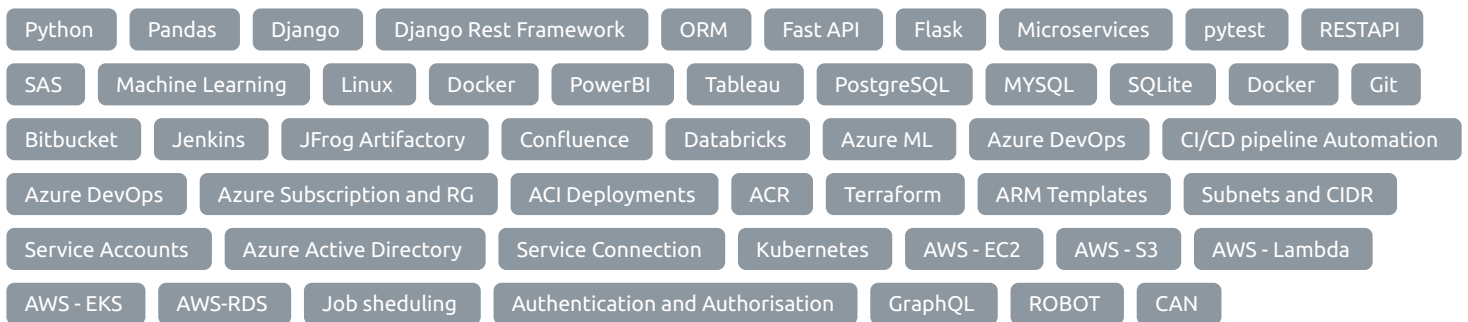 Python Pandas Django Django Rest Framework ORM Fast API Flask Microservices pytest RESTAPI
SAS Machine Learning Linux Docker PowerBI Tableau PostgreSQL MYSQL SQLite Docker Git
Bitbucket Jenkins JFrog Artifactory Confluence Databricks Azure ML Azure DevOps CI/CD pipeline Automation
Azure DevOps Azure Subscription and RG ACI Deployments ACR Terraform ARM Templates Subnets and CIDR
Service Accounts Azure Active Directory Service Connection Kubernetes AWS - EC2 AWS - S3 AWS - Lambda
AWS - EKS AWS-RDS Job sheduling Authentication and Authorisation GraphQL ROBOT CAN